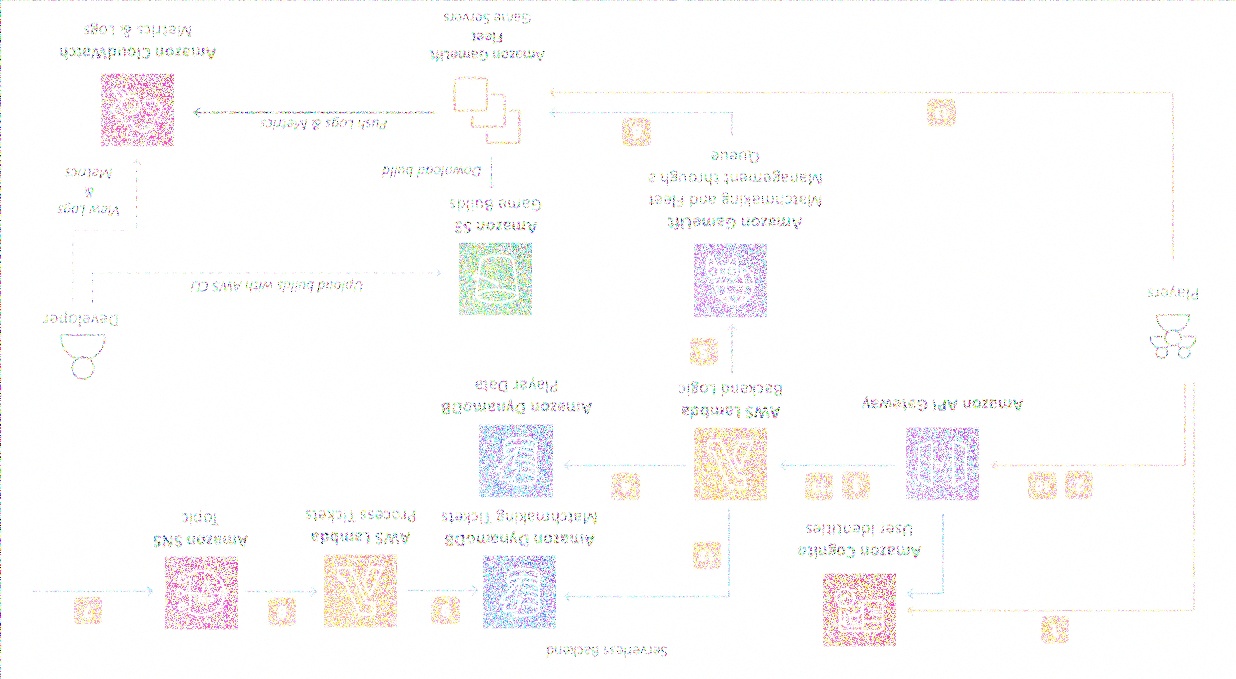 Serverless Backend
Amazon Cognito
User Identities
Amazon DynamoDB
Matchmaking Tickets
AWS Lambda
Process Tickets
Amazon SNS
Topic
Amazon API Gateway
AWS Lambda
Backend Logic
Amazon DynamoDB
Player Data
Players
Developer
Upload builds with AWS CLI
Amazon GameLift
Matchmaking and Fleet
Management through a
Queue
Amazon S3
Game Builds
Download build
View Logs
&
Metrics
Push Logs & Metrics
Amazon GameLift
Fleet
Game Servers
Amazon CloudWatch
Metrics & Logs